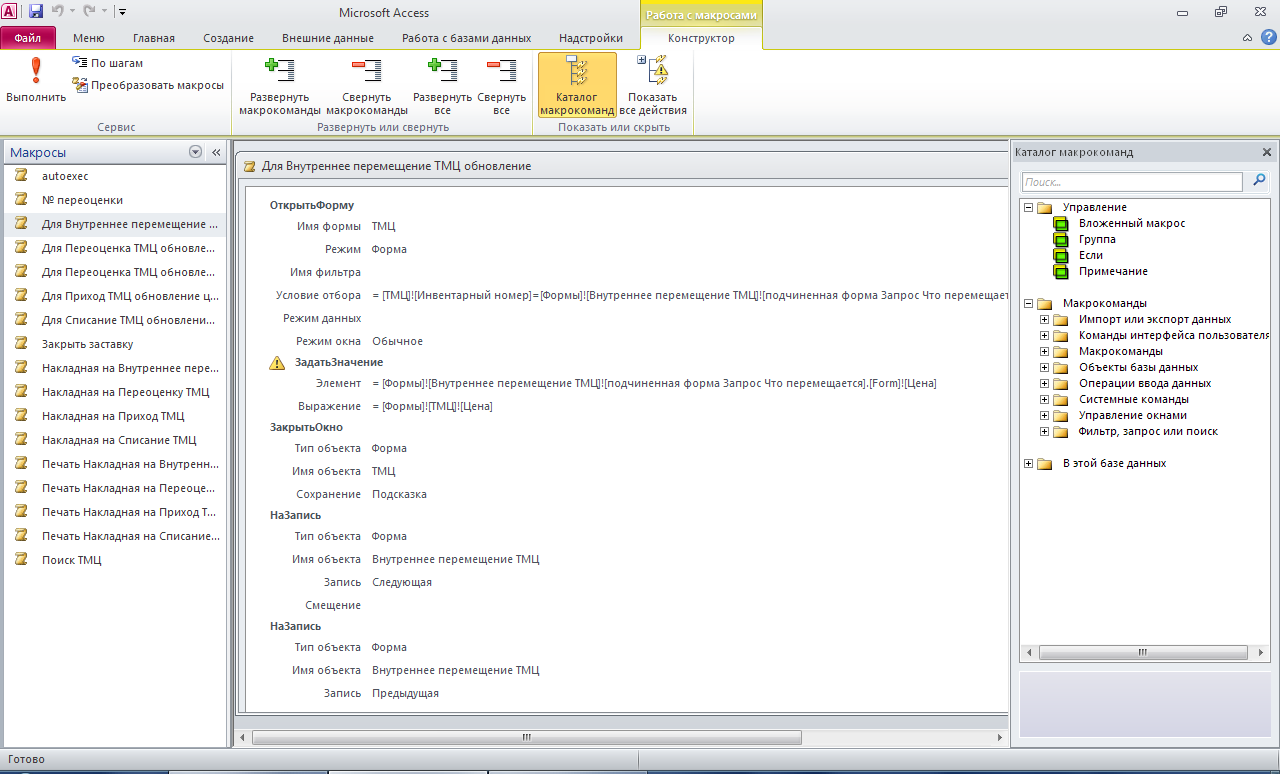 Microsoft Access
Работа с макросами
Файл
Меню
Главная
Создание
Внешние данные
Работа с базами данных
Надстройки
Конструктор
Выполнить
По шагам
Преобразовать макросы
Сервис
Развернуть макрокоманды
Свернуть макрокоманды
Развернуть все
Свернуть все
Развернуть или свернуть
Каталог макрокоманд
Показать все действия
Показать или скрыть
Макросы
autoexec
№ переоценки
Для Внутреннее перемещение ...
Для Переоценка ТМЦ обновле...
Для Переоценка ТМЦ обновле...
Для Приход ТМЦ обновление ц...
Для Списание ТМЦ обновлени...
Закрыть заставку
Накладная на Внутреннее пере...
Накладная на Переоценку ТМЦ
Накладная на Приход ТМЦ
Накладная на Списание ТМЦ
Печать Накладная на Внутренн...
Печать Накладная на Переоце...
Печать Накладная на Приход Т...
Печать Накладная на Списание...
Поиск ТМЦ
Для Внутреннее перемещение ТМЦ обновление
ОткрытьФорму
Имя формы ТМЦ
Режим Форма
Имя фильтра
Условие отбора = [ТМЦ]![Инвентарный номер]=[Формы]![Внутреннее перемещение ТМЦ]![подчиненная форма Запрос Что перемещает
Режим данных
Режим окна Обычное
ЗадатьЗначение
Элемент = [Формы]![Внутреннее перемещение ТМЦ]![подчиненная форма Запрос Что перемещается].[Form]![Цена]
Выражение = [Формы]![ТМЦ]![Цена]
ЗакрытьОкно
Тип объекта Форма
Имя объекта ТМЦ
Сохранение Подсказка
НаЗапись
Тип объекта Форма
Имя объекта Внутреннее перемещение ТМЦ
Запись Следующая
Смещение
НаЗапись
Тип объекта Форма
Имя объекта Внутреннее перемещение ТМЦ
Запись Предыдущая
Каталог макрокоманд
Поиск...
Управление
Вложенный макрос
Группа
Если
Примечание
Макрокоманды
Импорт или экспорт данных
Команды интерфейса пользователя
Макрокоманды
Объекты базы данных
Операции ввода данных
Системные команды
Управление окнами
Фильтр, запрос или поиск
В этой базе данных
Готово